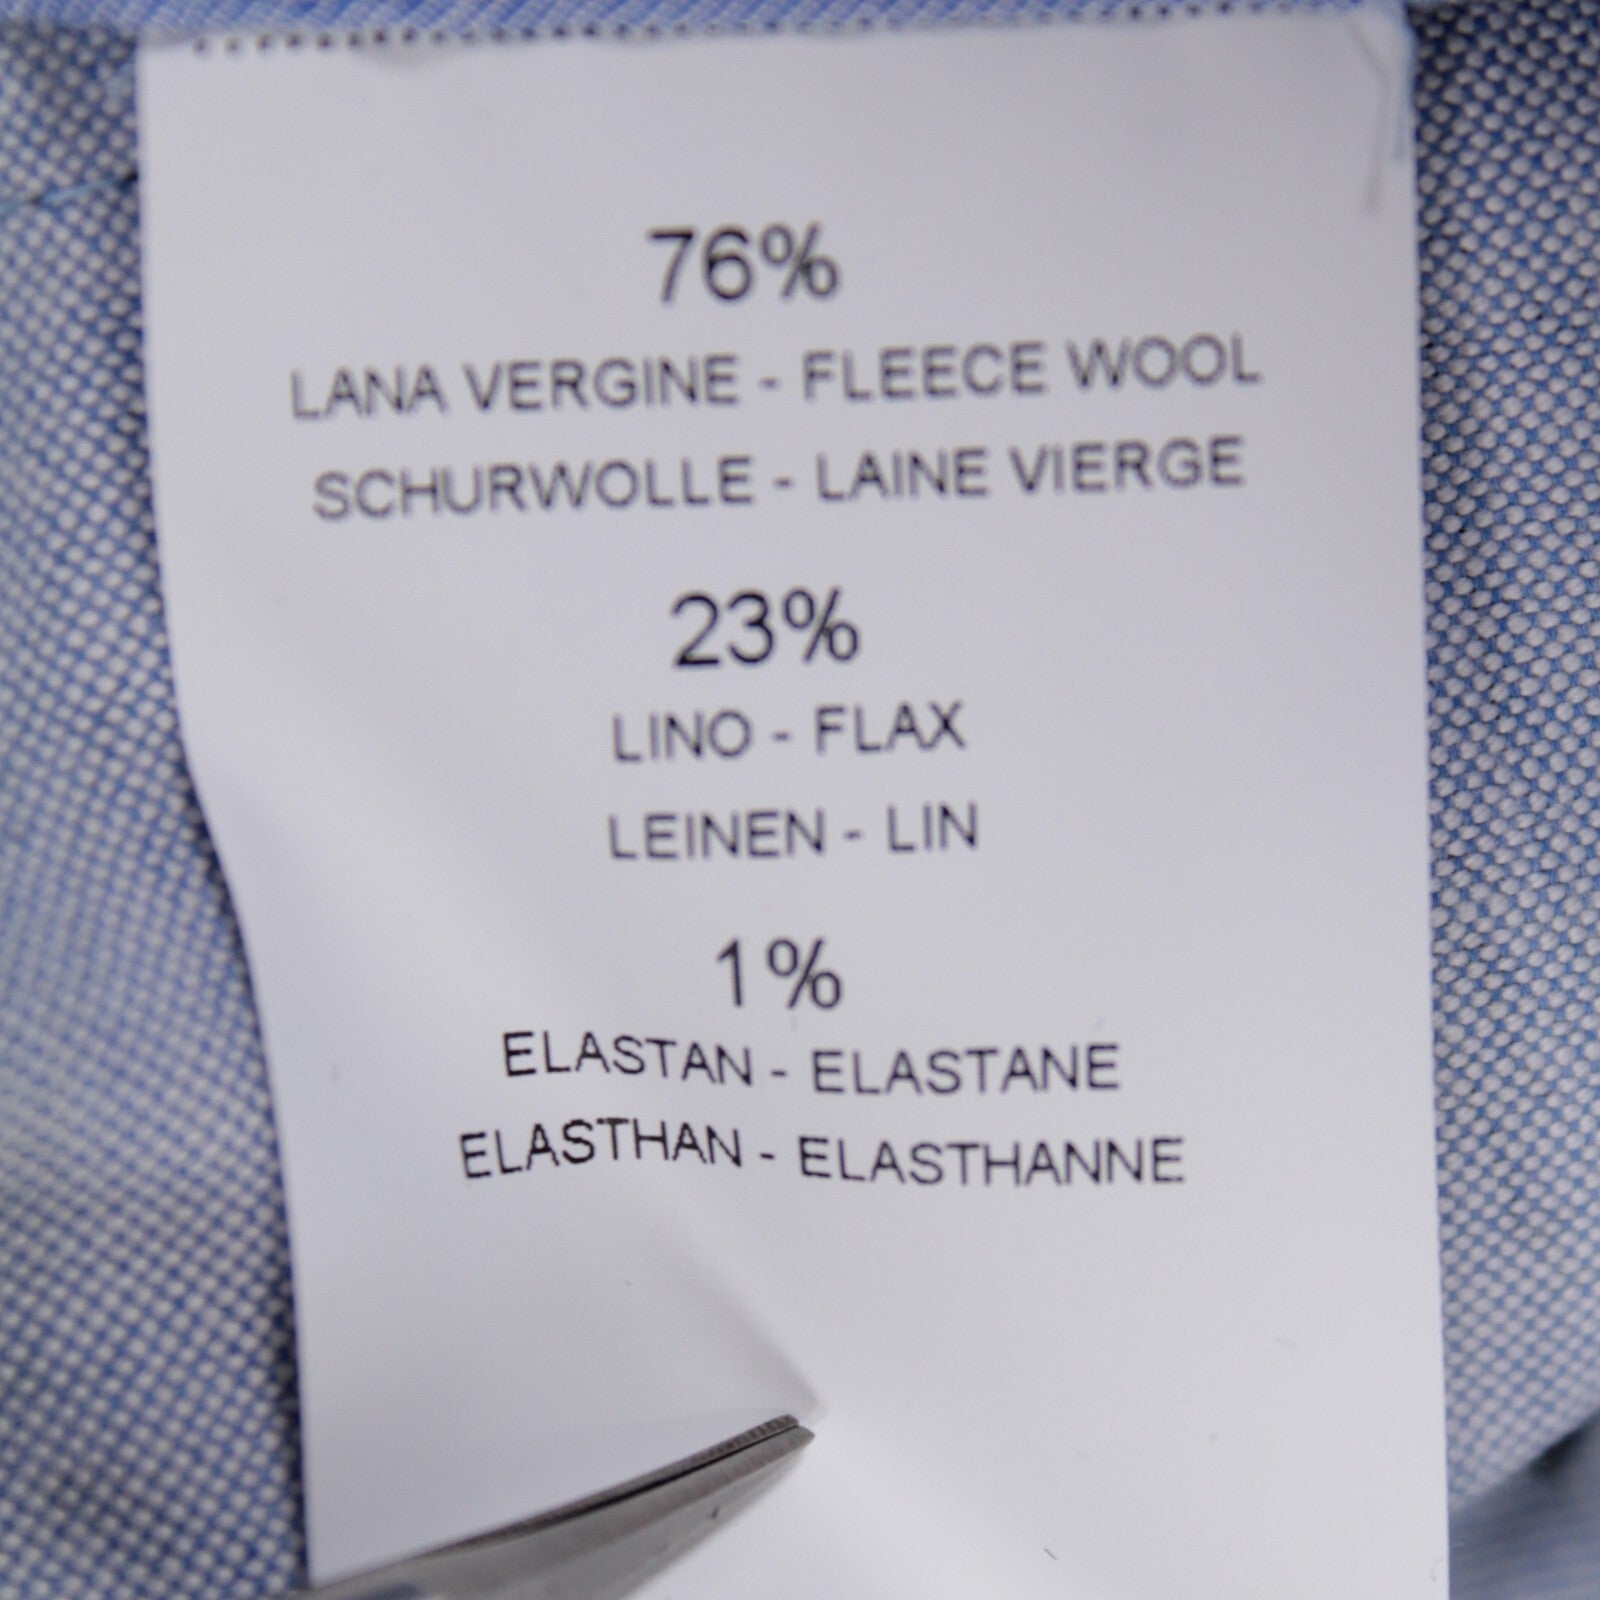 76%
LANA VERGINE - FLEECE WOOL
SCHURWOLLE - LAINE VIERGE
23%
LINO - FLAX
LEINEN - LIN
1%
ELASTAN - ELASTANE
ELASTHAN - ELASTHANNE